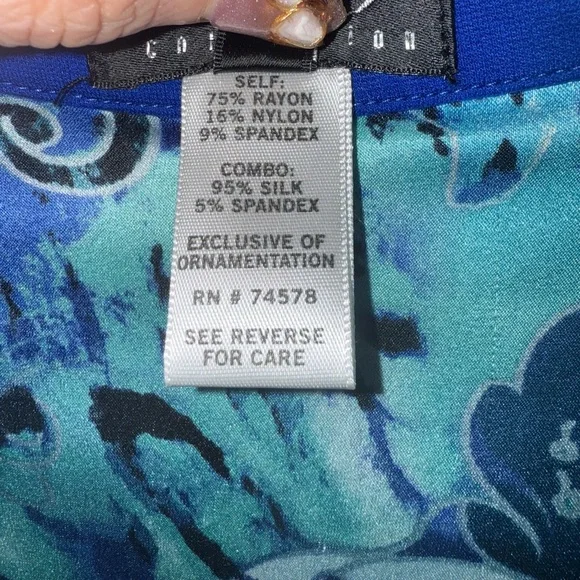 SELF:
75% RAYON
16% NYLON
9% SPANDEX
COMBO:
95% SILK
5% SPANDEX
EXCLUSIVE OF
ORNAMENTATION
RN # 74578
SEE REVERSE
FOR CARE